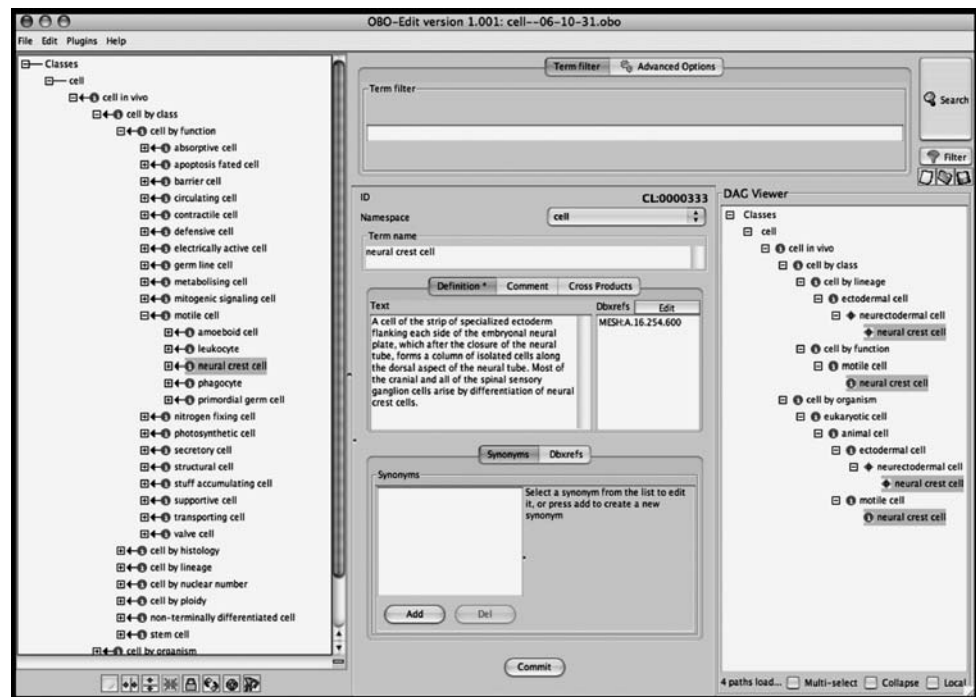 OBO-Edit version 1.001: cell--06-10-31.obo
File Edit Plugins Help
Classes
cell
cell in vivo
cell by class
cell by function
absorptive cell
apoptosis fated cell
barrier cell
circulating cell
contractile cell
defensive cell
electrically active cell
germ line cell
metabolising cell
mitogenic signaling cell
motile cell
amoeboid cell
leukocyte
neural crest cell
phagocyte
primordial germ cell
nitrogen fixing cell
photosynthetic cell
secretory cell
structural cell
stuff accumulating cell
supportive cell
transporting cell
valve cell
cell by histology
cell by lineage
cell by nuclear number
cell by ploidy
non-terminally differentiated cell
stem cell
cell by organism
Term filter Advanced Options
Term filter
Search
Filter
ID CL:0000333
Namespace cell
Term name
neural crest cell
Definition * Comment Cross Products
Text
A cell of the strip of specialized ectoderm
flanking each side of the embryonal neural
plate, which after the closure of the neural
tube, forms a column of isolated cells along
the dorsal aspect of the neural tube. Most of
the cranial and all of the spinal sensory
ganglion cells arise by differentiation of neural
crest cells.
Dbxrefs Edit
MESH:A.16.254.600
Synonyms Dbxrefs
Synonyms
Select a synonym from the list to edit
it, or press add to create a new
synonym
Add Del
Commit
DAG Viewer
Classes
cell
cell in vivo
cell by class
cell by lineage
ectodermal cell
neurectodermal cell
neural crest cell
cell by function
motile cell
neural crest cell
cell by organism
eukaryotic cell
animal cell
ectodermal cell
neurectodermal cell
neural crest cell
motile cell
neural crest cell
4 paths load... Multi-select Collapse Local